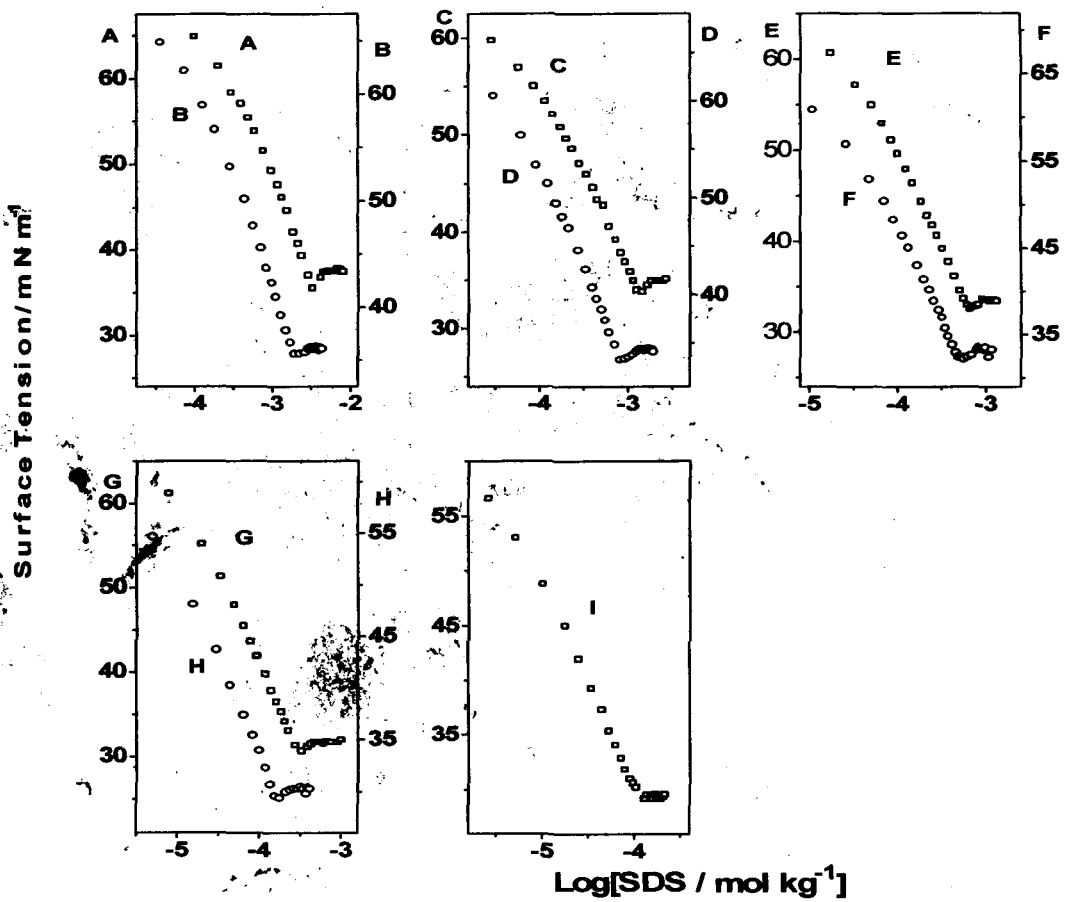 A A B
60 60
B
50 50
40 40
30
-4 -3 -2
C C D
60 60
50 50
D
40 40
30
-4 -3
E E F
60 65
50 55
F
40 45
30 35
-5 -4 -3
Surface Tension/mN m-1
G G H
60 55
50 45
H
40
30 35
-5 -4 -3
55
I
45
35
-5 -4
Log[SDS / mol kg-1]